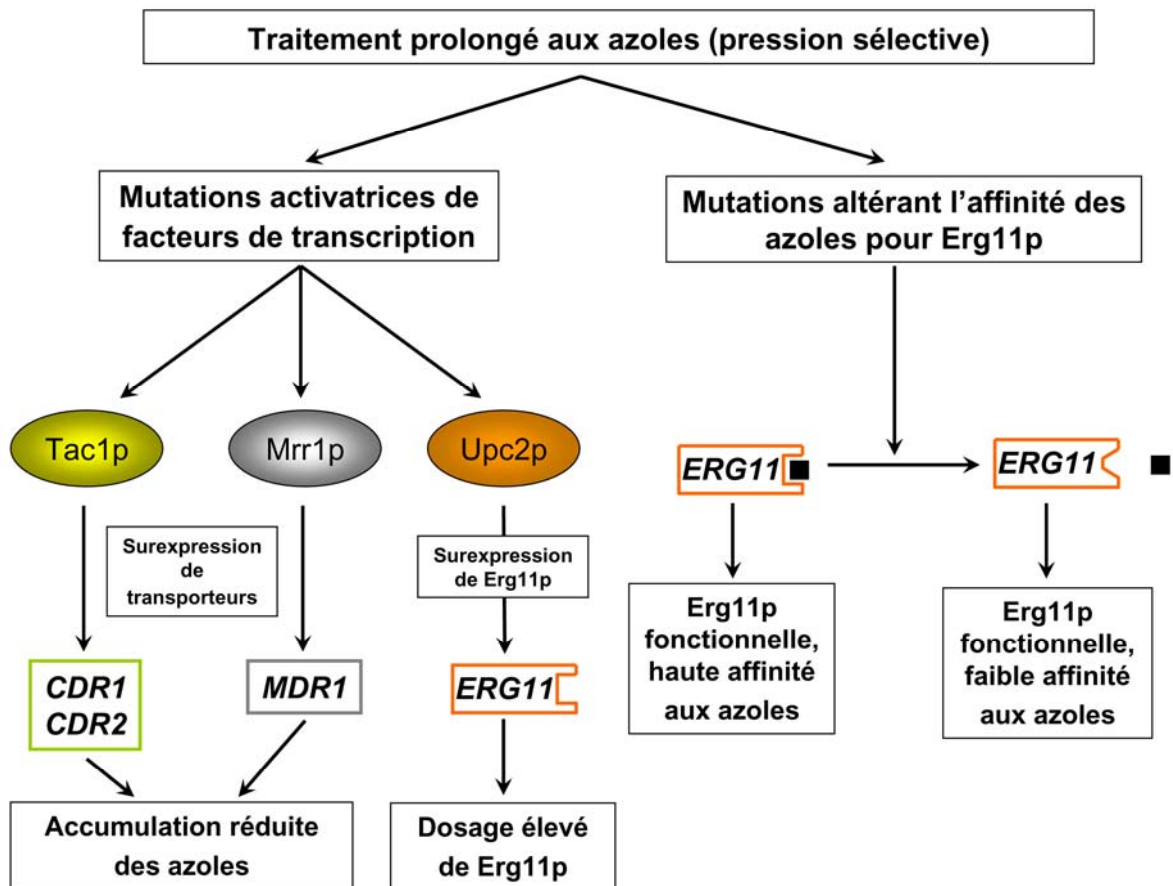 Traitement prolongé aux azoles (pression sélective)
Mutations activatrices de
facteurs de transcription
Mutations altérant l'affinité des
azoles pour Erg11p
Tac1p
Mrr1p
Upc2p
ERG11
ERG11
Surexpression
de
transporteurs
Surexpression
de Erg11p
Erg11p
fonctionnelle,
haute affinité
aux azoles
Erg11p
fonctionnelle,
faible affinité
aux azoles
CDR1
CDR2
MDR1
ERG11
Accumulation réduite
des azoles
Dosage élevé
de Erg11p